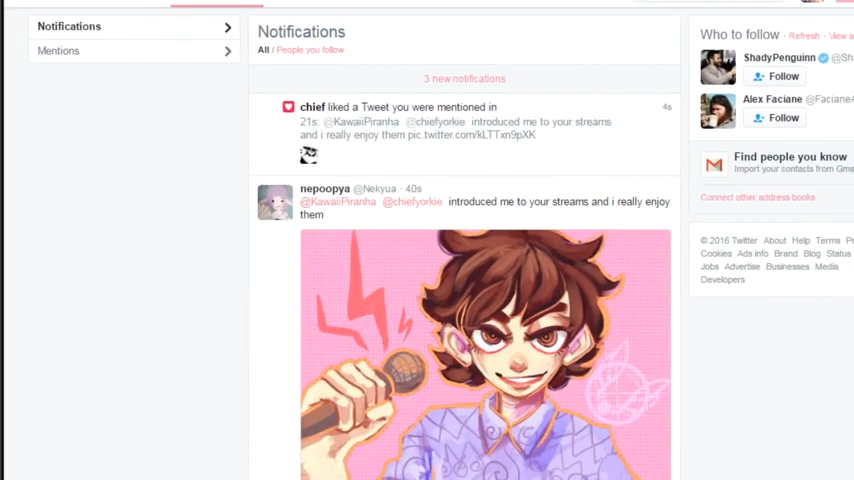 Notifications
Mentions
Notifications
All / People you follow
3 new notifications
chief liked a Tweet you were mentioned in
4s
21s: @KawaiiPiranha @chiefyorkie introduced me to your streams
and i really enjoy them pic.twitter.com/kLTTxn9pXK
nepoopya @Nekyua · 40s
@KawaiiPiranha @chiefyorkie introduced me to your streams and i really enjoy
them
Who to follow · Refresh · View a
ShadyPenguinn @Sh
Follow
Alex Faciane @FacianeA
Follow
Find people you know
Import your contacts from Gma
Connect other address books
© 2016 Twitter About Help Terms Pr
Cookies Ads info Brand Blog Status
Jobs Advertise Businesses Media
Developers